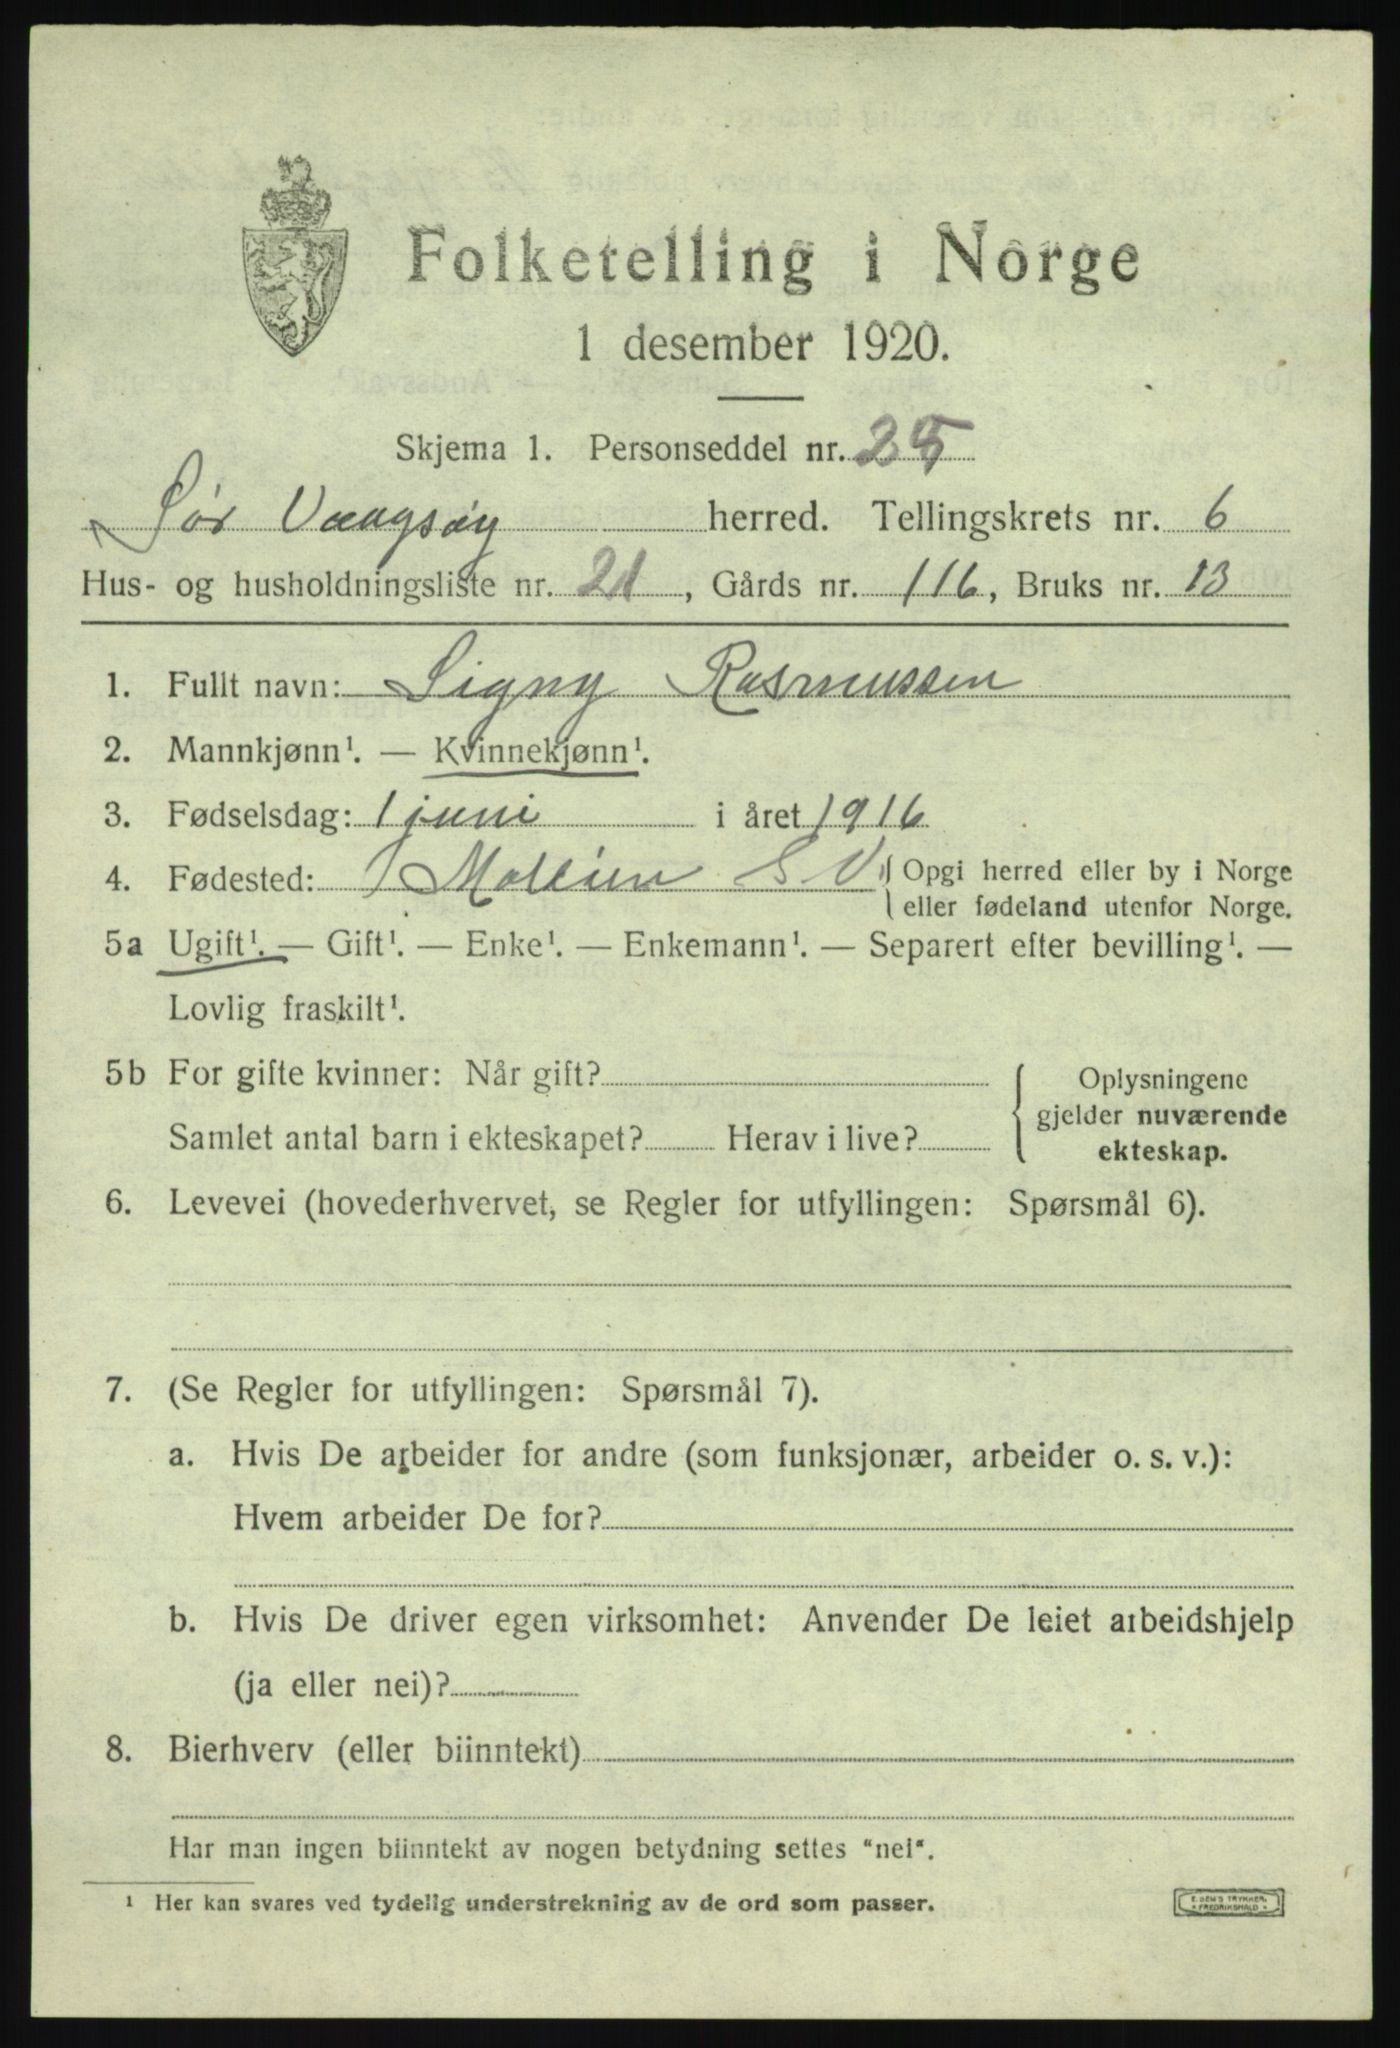 Folketelling i Norge
1 desember 1920.
Skjema 1. Personseddel nr. 25
Sør Vaagsøy herred. Tellingskrets nr. 6
Hus- og husholdningsliste nr. 21, Gårds nr. 116, Bruks nr. 13
1. Fullt navn: Signy Rasmussen
2. Mannkjønn¹. — Kvinnekjønn¹.
3. Fødselsdag: 1 juni i året 1916
4. Fødested: S. V. { Opgi herred eller by i Norge
eller fødeland utenfor Norge.
5a Ugift¹. — Gift¹. — Enke¹. — Enkemann¹. — Separert efter bevilling¹. —
Lovlig fraskilt¹.
5b For gifte kvinner: Når gift?
Samlet antal barn i ekteskapet? Herav i live?
Oplysningene
gjelder nuværende
ekteskap.
6. Levevei (hovederhvervet, se Regler for utfyllingen: Spørsmål 6).
7. (Se Regler for utfyllingen: Spørsmål 7).
a. Hvis De arbeider for andre (som funksjonær, arbeider o. s. v.):
Hvem arbeider De for?
b. Hvis De driver egen virksomhet: Anvender De leiet arbeidshjelp
(ja eller nei)?
8. Bierhverv (eller biinntekt)
Har man ingen biinntekt av nogen betydning settes "nei".
¹ Her kan svares ved tydelig understrekning av de ord som passer.
E. SEM'S TRYKKERI
FREDRIKSHALD